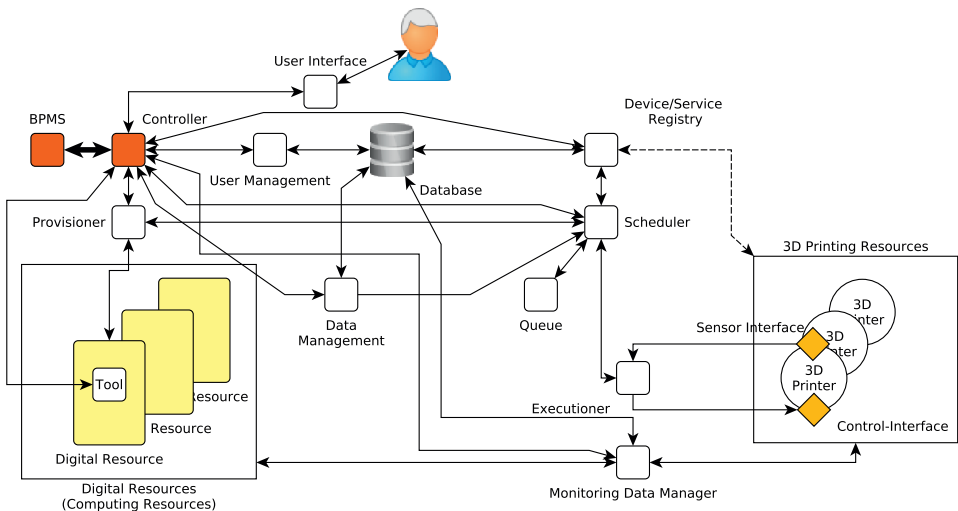 User Interface
BPMS
Controller
Device/Service
Registry
User Management
Database
Provisioner
Scheduler
3D Printing Resources
Data
Management
Queue
3D
Sensor Interface
3D
3D
Printer
Tool
Resource
Executioner
Control-Interface
Digital Resource
Digital Resources
(Computing Resources)
Monitoring Data Manager